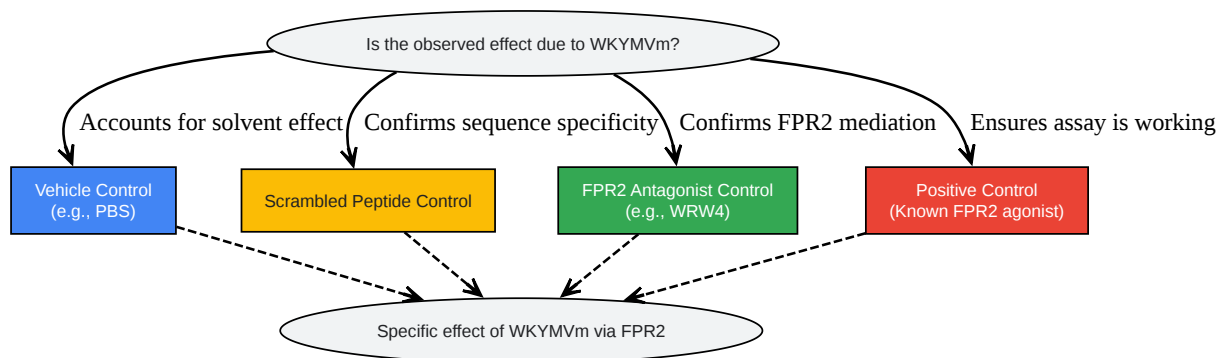 Is the observed effect due to WKYMVm?
Accounts for solvent effect
Confirms sequence specificity
Confirms FPR2 mediation
Ensures assay is working
Vehicle Control
(e.g., PBS)
Scrambled Peptide Control
FPR2 Antagonist Control
(e.g., WRW4)
Positive Control
(Known FPR2 agonist)
Specific effect of WKYMVm via FPR2